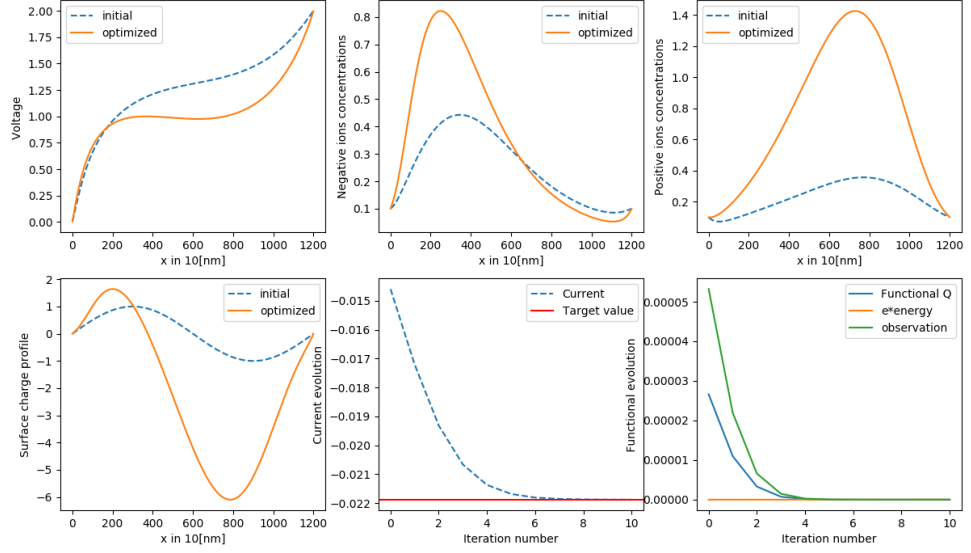 initial
optimized
Voltage
2.00
1.75
1.50
1.25
1.00
0.75
0.50
0.25
0.00
0 200 400 600 800 1000 1200
x in 10[nm]
initial
optimized
Negative ions concentrations
0.8
0.7
0.6
0.5
0.4
0.3
0.2
0.1
0 200 400 600 800 1000 1200
x in 10[nm]
initial
optimized
Positive ions concentrations
1.4
1.2
1.0
0.8
0.6
0.4
0.2
0 200 400 600 800 1000 1200
x in 10[nm]
initial
optimized
Surface charge profile
2
1
0
−1
−2
−3
−4
−5
−6
0 200 400 600 800 1000 1200
x in 10[nm]
Current
Target value
Current evolution
−0.015
−0.016
−0.017
−0.018
−0.019
−0.020
−0.021
−0.022
0 2 4 6 8 10
Iteration number
Functional Q
e*energy
observation
Functional evolution
0.00005
0.00004
0.00003
0.00002
0.00001
0.00000
0 2 4 6 8 10
Iteration number